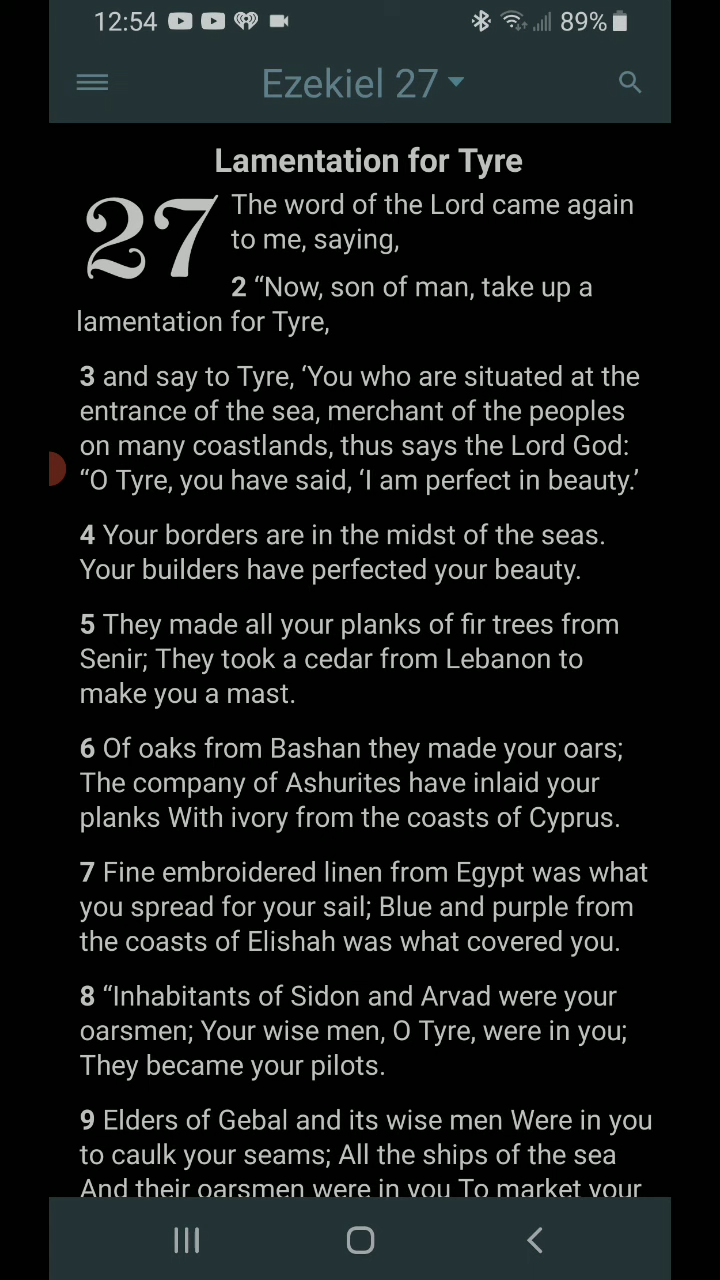 12:54
89%
Ezekiel 27
Lamentation for Tyre
27 The word of the Lord came again
to me, saying,
2 “Now, son of man, take up a
lamentation for Tyre,
3 and say to Tyre, ‘You who are situated at the
entrance of the sea, merchant of the peoples
on many coastlands, thus says the Lord God:
“O Tyre, you have said, ‘I am perfect in beauty.’
4 Your borders are in the midst of the seas.
Your builders have perfected your beauty.
5 They made all your planks of fir trees from
Senir; They took a cedar from Lebanon to
make you a mast.
6 Of oaks from Bashan they made your oars;
The company of Ashurites have inlaid your
planks With ivory from the coasts of Cyprus.
7 Fine embroidered linen from Egypt was what
you spread for your sail; Blue and purple from
the coasts of Elishah was what covered you.
8 “Inhabitants of Sidon and Arvad were your
oarsmen; Your wise men, O Tyre, were in you;
They became your pilots.
9 Elders of Gebal and its wise men Were in you
to caulk your seams; All the ships of the sea
And their oarsmen were in you To market your